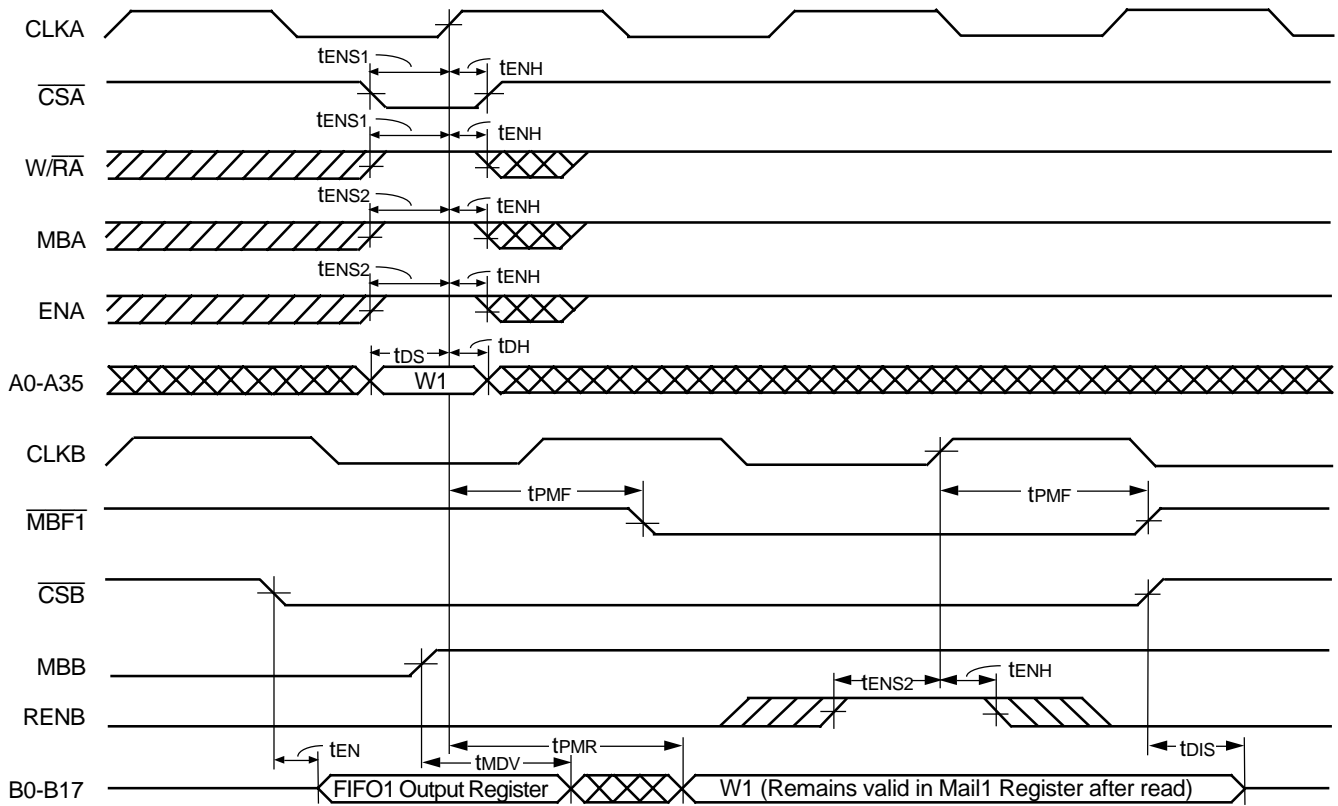 CLKA
tENS1 tENH
CSA
tENS1 tENH
W/RA
tENS2 tENH
MBA
tENS2 tENH
ENA
tDS tDH
A0-A35 W1
CLKB
tPMF tPMF
MBF1
CSB
MBB
tENS2 tENH
RENB
tEN tMDV tPMR tDIS
B0-B17 FIFO1 Output Register W1 (Remains valid in Mail1 Register after read)